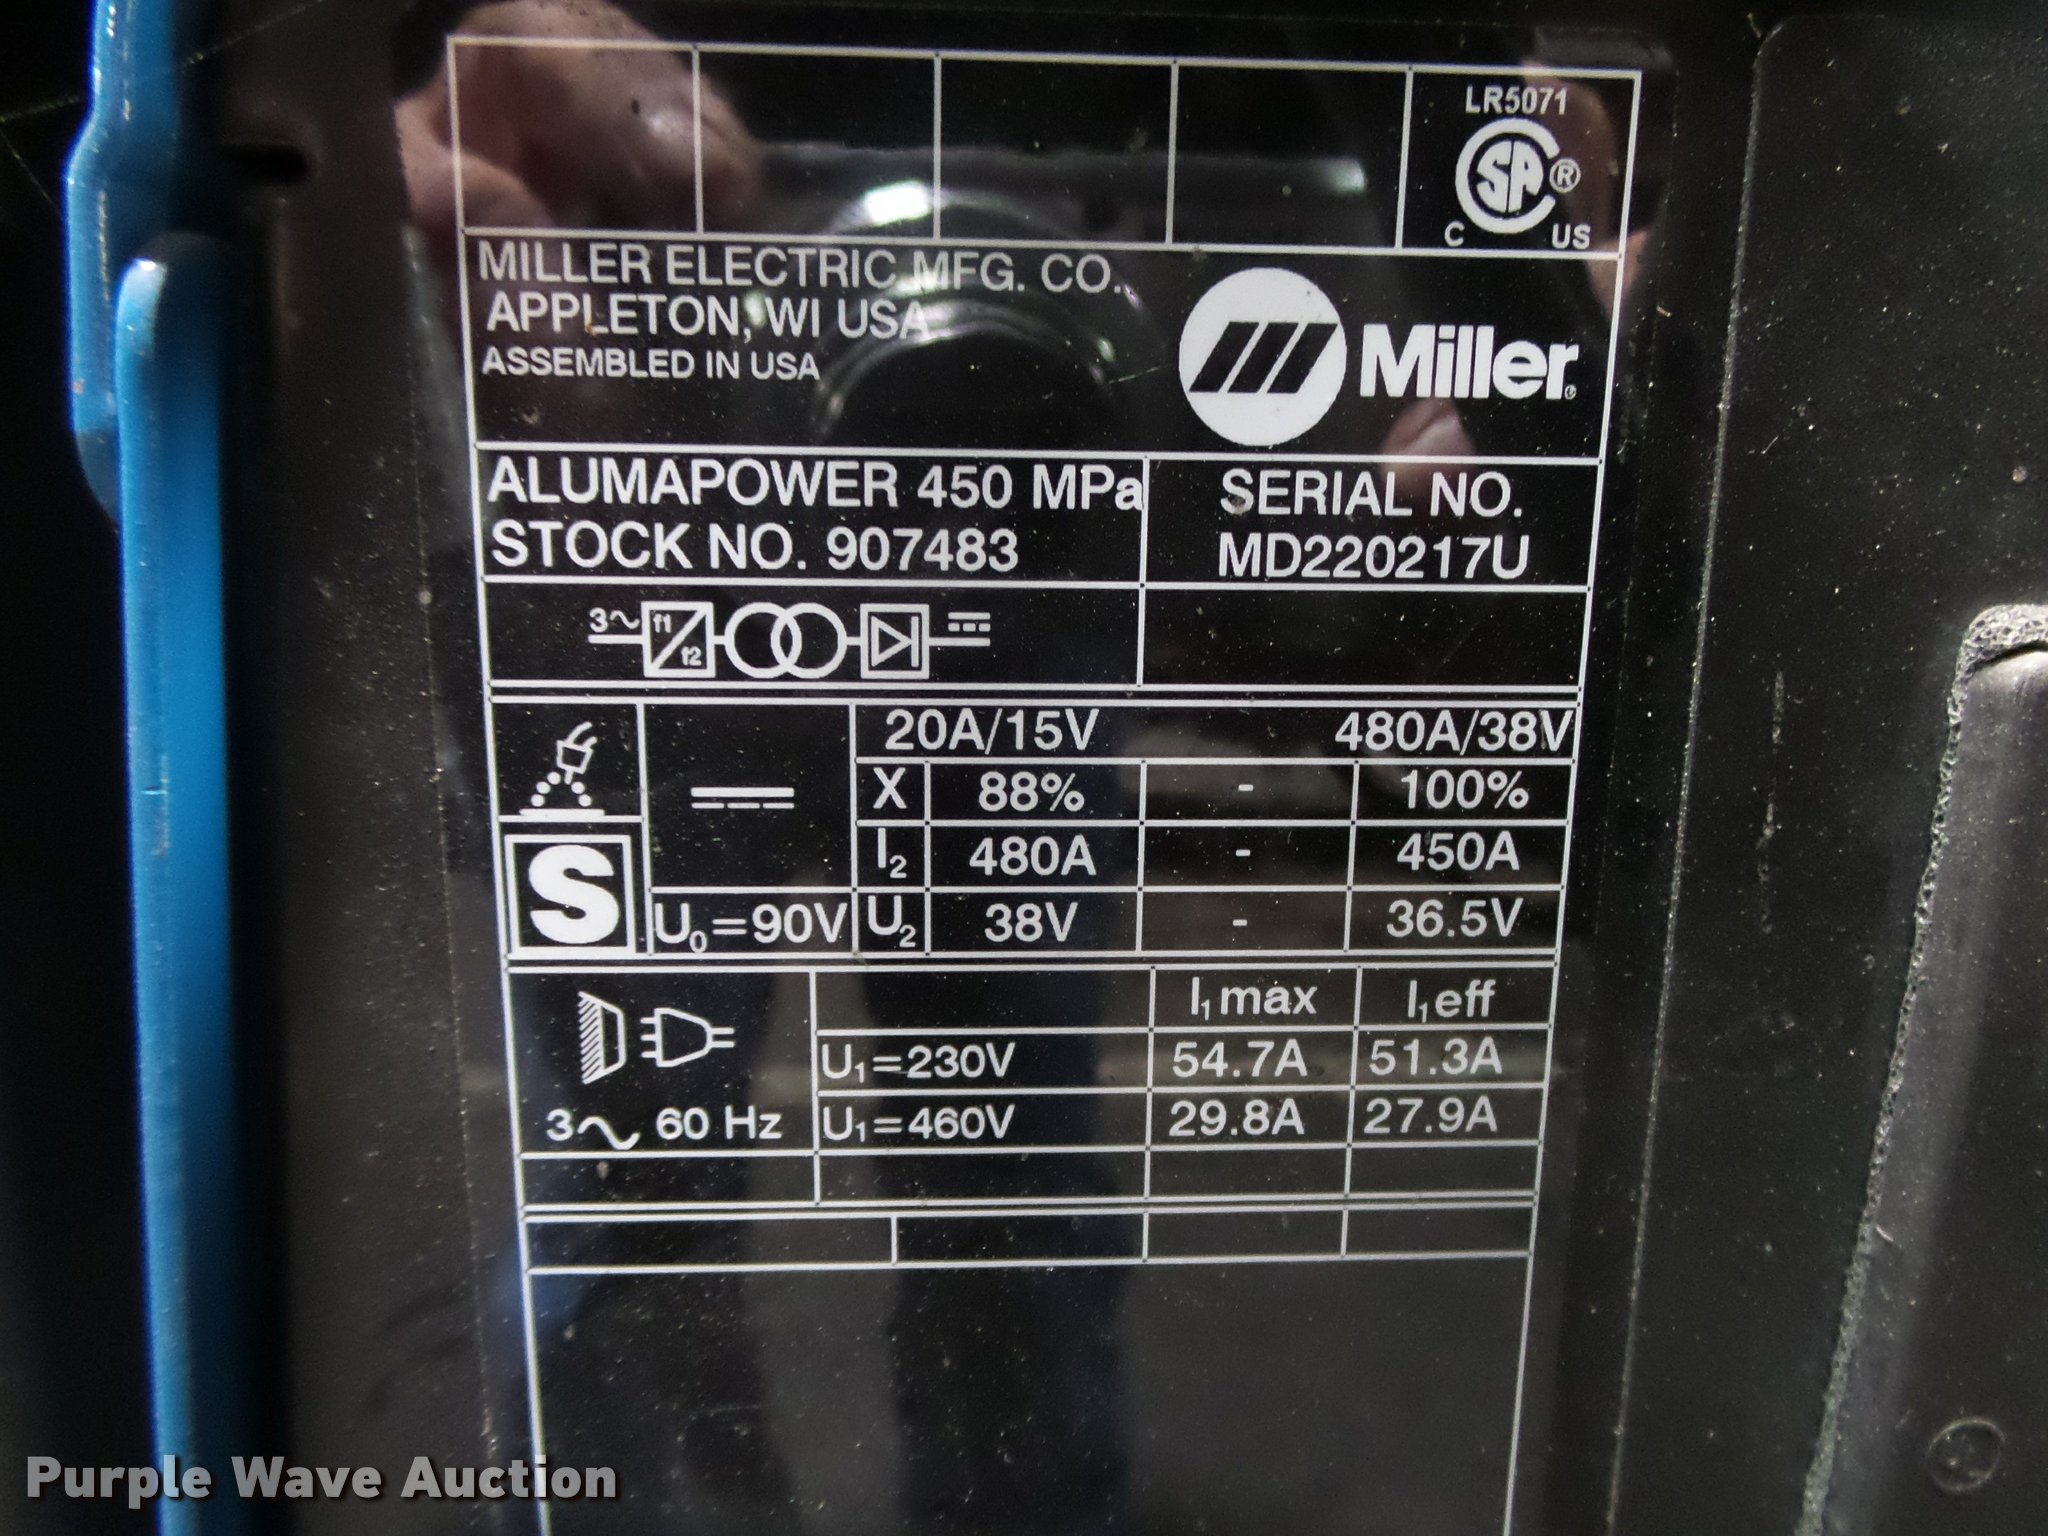 LR5071
CSA®
C US
MILLER ELECTRIC MFG. CO.
APPLETON, WI USA
ASSEMBLED IN USA
Miller®
ALUMAPOWER 450 MPa
STOCK NO. 907483
SERIAL NO.
MD220217U
3~ f1 f2
20A/15V - 480A/38V
X 88% - 100%
I2 480A - 450A
S
U0=90V U2 38V - 36.5V
I1 max I1 eff
U1=230V 54.7A 51.3A
3~ 60 Hz U1=460V 29.8A 27.9A
Purple Wave Auction